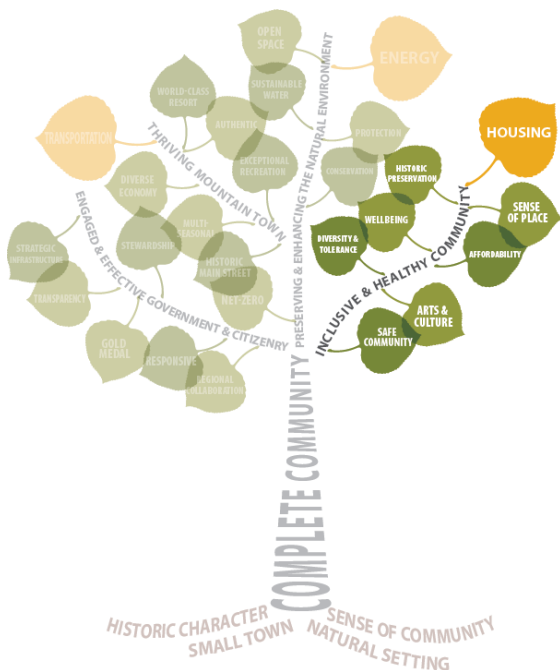 OPEN
SPACE
ENERGY
WORLD-CLASS
RESORT
SUSTAINABLE
WATER
TRANSPORTATION
AUTHENTIC
PROTECTION
HOUSING
THRIVING MOUNTAIN TOWN
PRESERVING & ENHANCING THE NATURAL ENVIRONMENT
EXCEPTIONAL
RECREATION
CONSERVATION
HISTORIC
PRESERVATION
DIVERSE
ECONOMY
SENSE
OF PLACE
WELLBEING
MULTI-
SEASONAL
DIVERSITY &
TOLERANCE
AFFORDABILITY
STRATEGIC
INFRASTRUCTURE
STEWARDSHIP
HISTORIC
MAIN STREET
ENGAGED & EFFECTIVE GOVERNMENT & CITIZENRY
INCLUSIVE & HEALTHY COMMUNITY
TRANSPARENCY
NET-ZERO
ARTS &
CULTURE
GOLD
MEDAL
RESPONSIVE
SAFE
COMMUNITY
REGIONAL
COLLABORATION
COMPLETE COMMUNITY
HISTORIC CHARACTER
SENSE OF COMMUNITY
SMALL TOWN
NATURAL SETTING